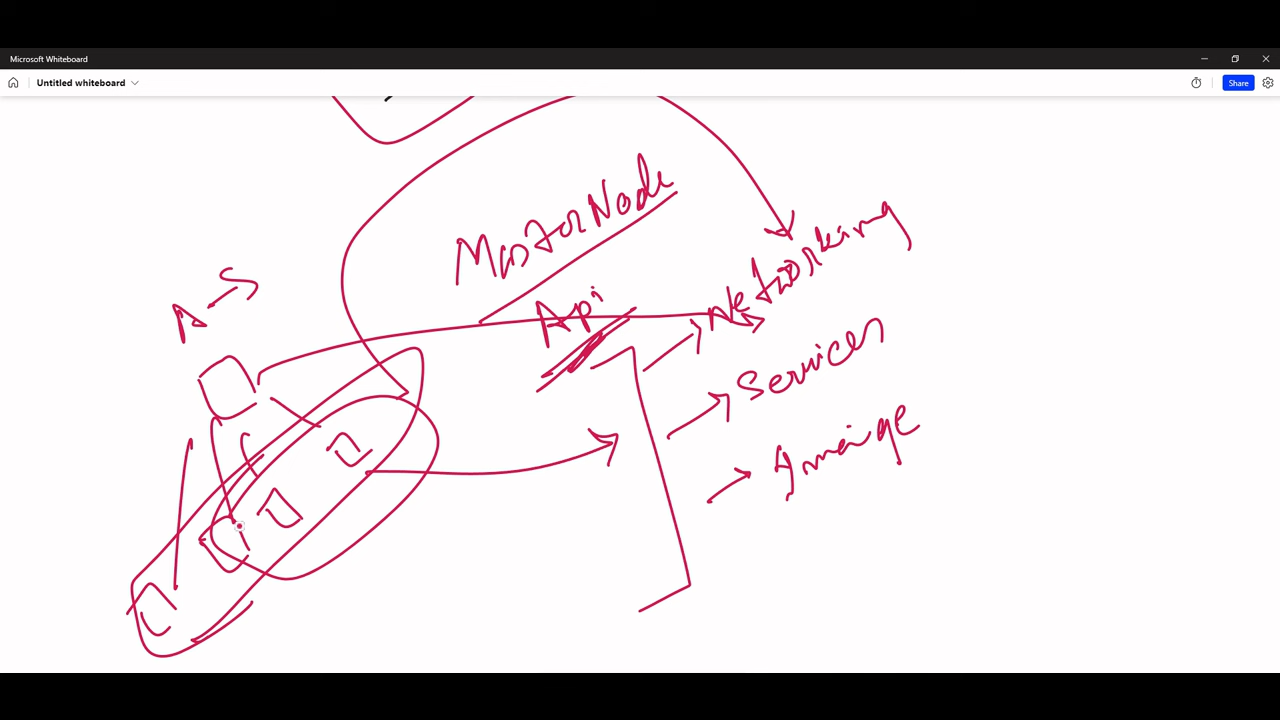 Microsoft Whiteboard
Untitled whiteboard
Share
MasterNode
Api
Networking
Services
A-S